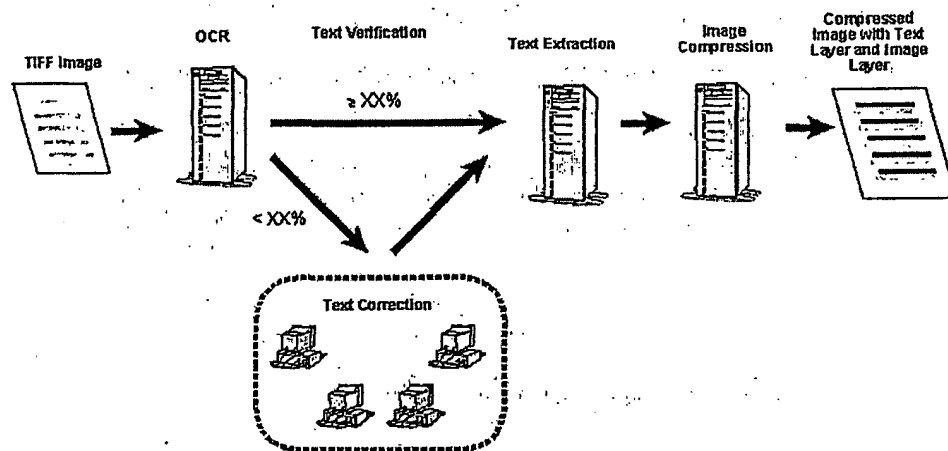 TIFF Image
OCR
Text Verification
≥ XX%
< XX%
Text Correction
Text Extraction
Image
Compression
Compressed
Image with Text
Layer and Image
Layer